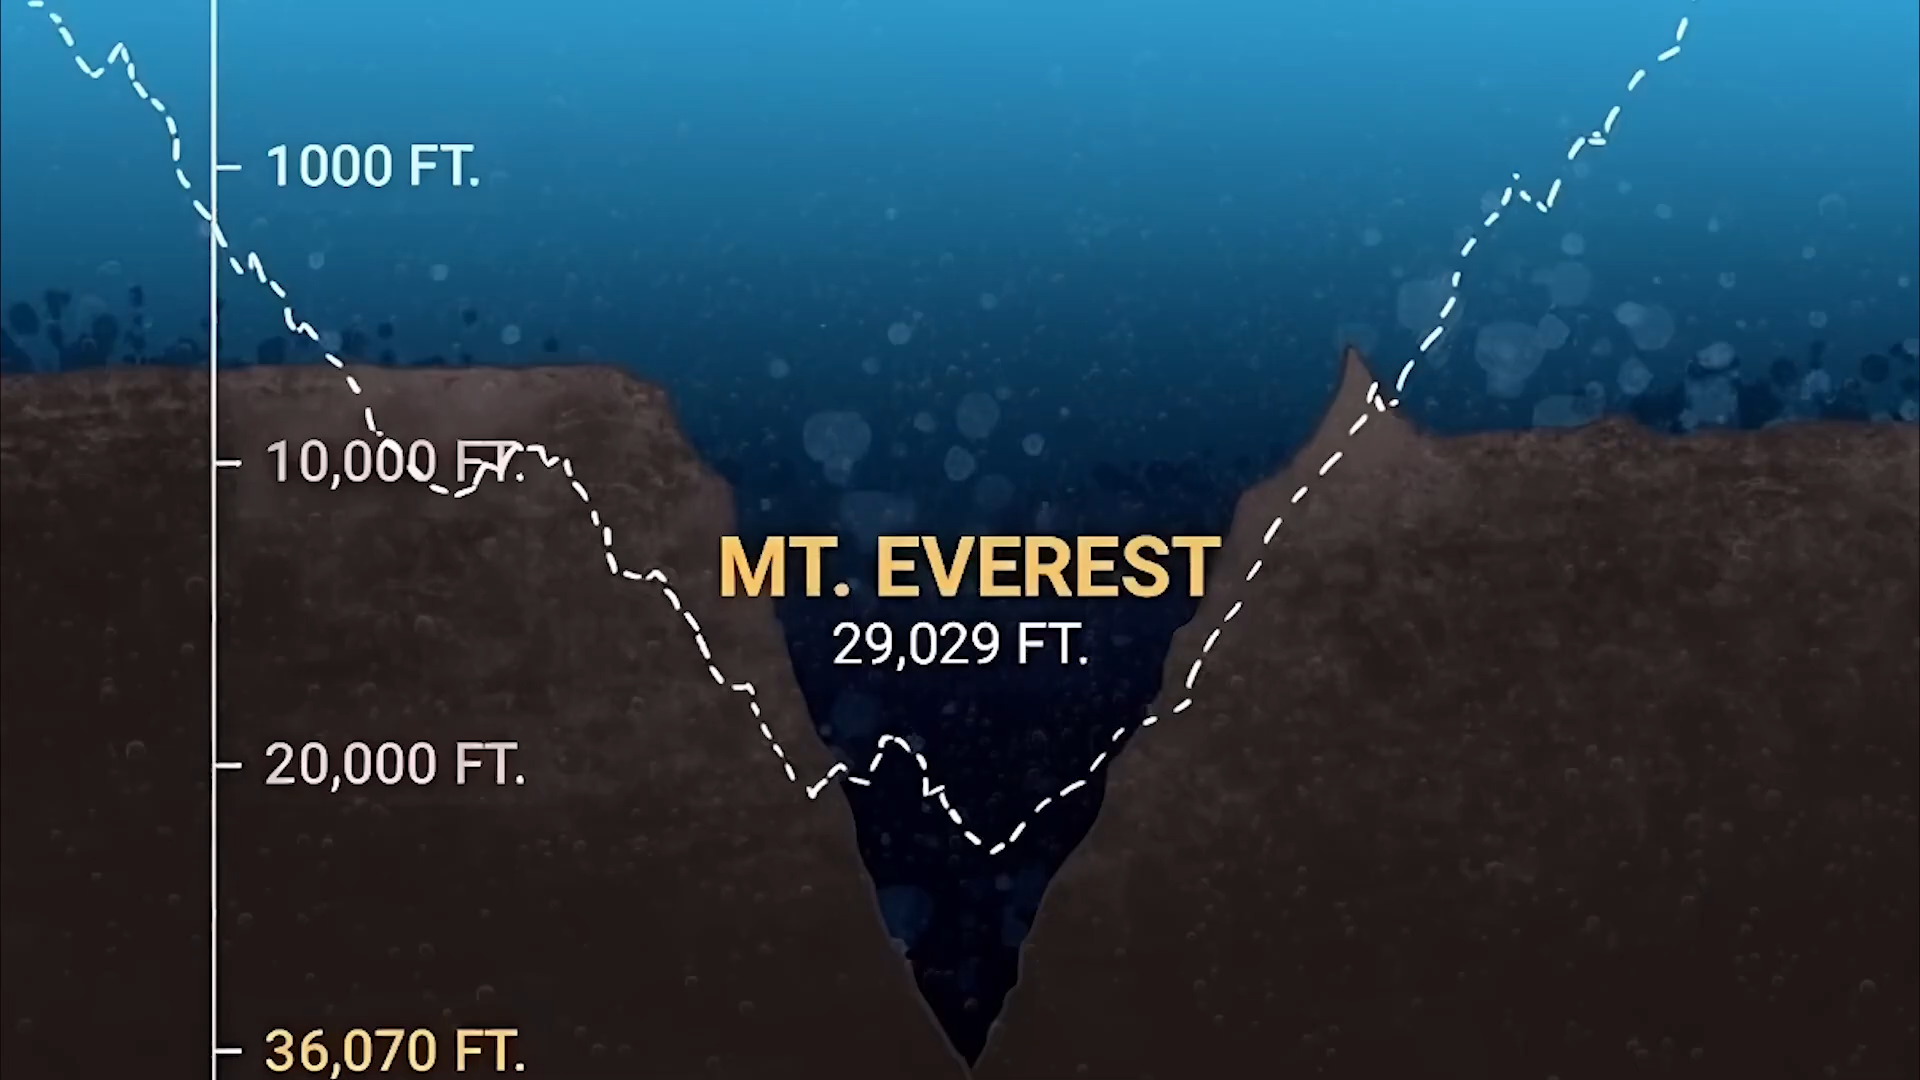 1000 FT.
10,000 FT.
MT. EVEREST
29,029 FT.
20,000 FT.
36,070 FT.